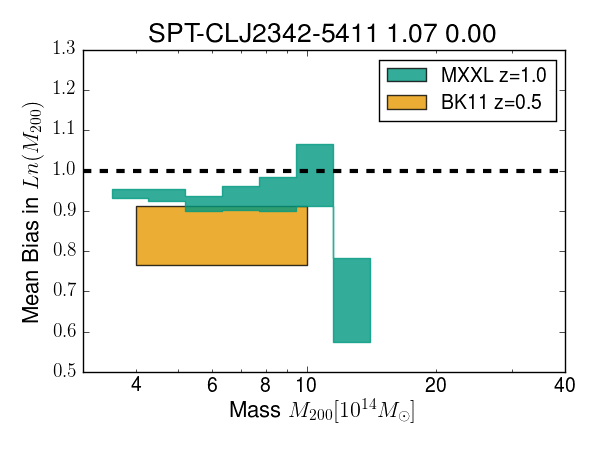 SPT-CLJ2342-5411 1.07 0.00
MXXL z=1.0
BK11 z=0.5
Mean Bias in Ln(M₂₀₀)
1.3
1.2
1.1
1.0
0.9
0.8
0.7
0.6
0.5
4 6 8 10 20 40
Mass M₂₀₀[10¹⁴M☉]